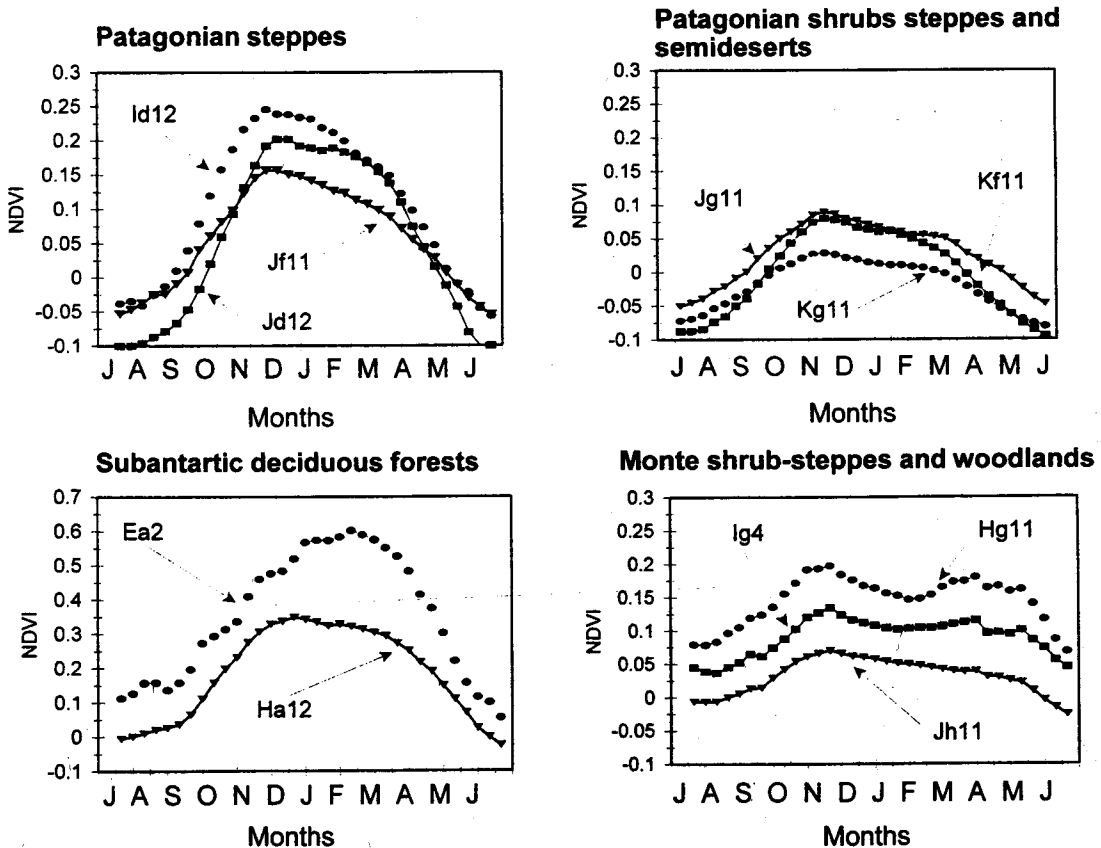 Patagonian steppes
0.3
0.25
0.2
0.15
0.1
0.05
0
-0.05
-0.1
NDVI
Id12
Jf11
Jd12
J A S O N D J F M A M J
Months
Patagonian shrubs steppes and
semideserts
0.3
0.25
0.2
0.15
0.1
0.05
0
-0.05
-0.1
NDVI
Jg11
Kf11
Kg11
J A S O N D J F M A M J
Months
Subantartic deciduous forests
0.7
0.6
0.5
0.4
0.3
0.2
0.1
0
-0.1
NDVI
Ea2
Ha12
J A S O N D J F M A M J
Months
Monte shrub-steppes and woodlands
0.3
0.25
0.2
0.15
0.1
0.05
0
-0.05
-0.1
NDVI
Ig4
Hg11
Jh11
J A S O N D J F M A M J
Months